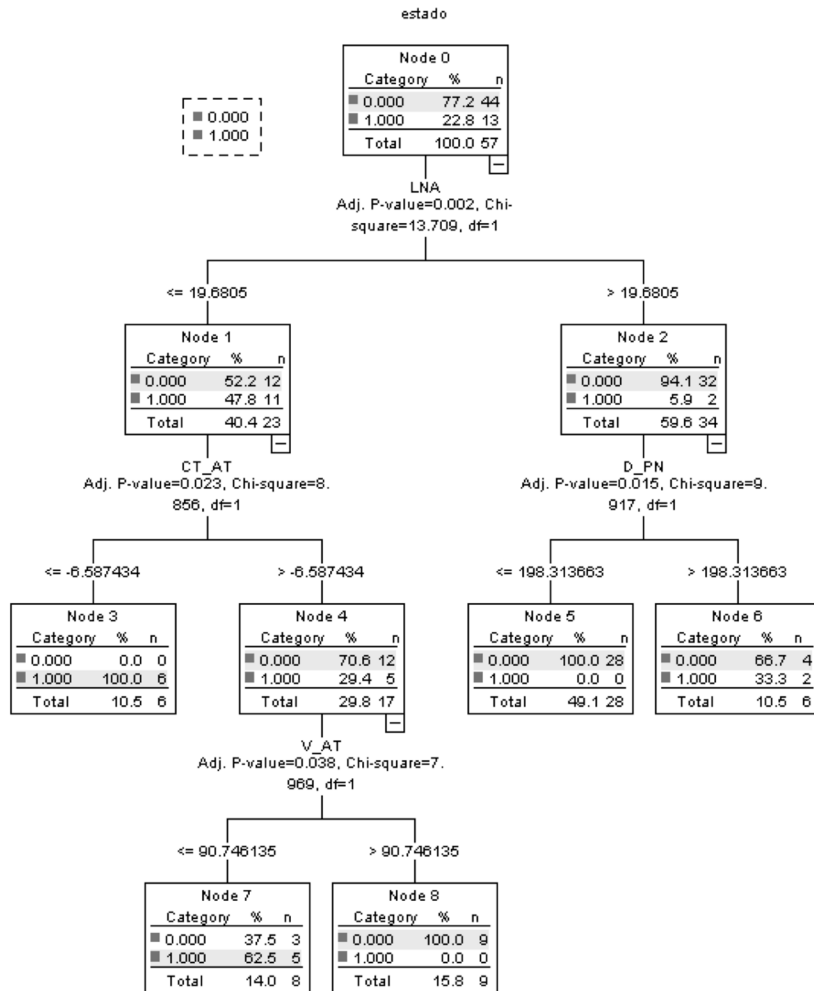 estado
0.000
1.000
Node 0
Category % n
0.000 77.2 44
1.000 22.8 13
Total 100.0 57
LNA
Adj. P-value=0.002, Chi-
square=13.709, df=1
<= 19.6805
> 19.6805
Node 1
Category % n
0.000 52.2 12
1.000 47.8 11
Total 40.4 23
Node 2
Category % n
0.000 94.1 32
1.000 5.9 2
Total 59.6 34
CT_AT
Adj. P-value=0.023, Chi-square=8.
856, df=1
D_PN
Adj. P-value=0.015, Chi-square=9.
917, df=1
<= -6.587434
> -6.587434
<= 198.313663
> 198.313663
Node 3
Category % n
0.000 0.0 0
1.000 100.0 6
Total 10.5 6
Node 4
Category % n
0.000 70.6 12
1.000 29.4 5
Total 29.8 17
Node 5
Category % n
0.000 100.0 28
1.000 0.0 0
Total 49.1 28
Node 6
Category % n
0.000 66.7 4
1.000 33.3 2
Total 10.5 6
V_AT
Adj. P-value=0.038, Chi-square=7.
969, df=1
<= 90.746135
> 90.746135
Node 7
Category % n
0.000 37.5 3
1.000 62.5 5
Total 14.0 8
Node 8
Category % n
0.000 100.0 9
1.000 0.0 0
Total 15.8 9